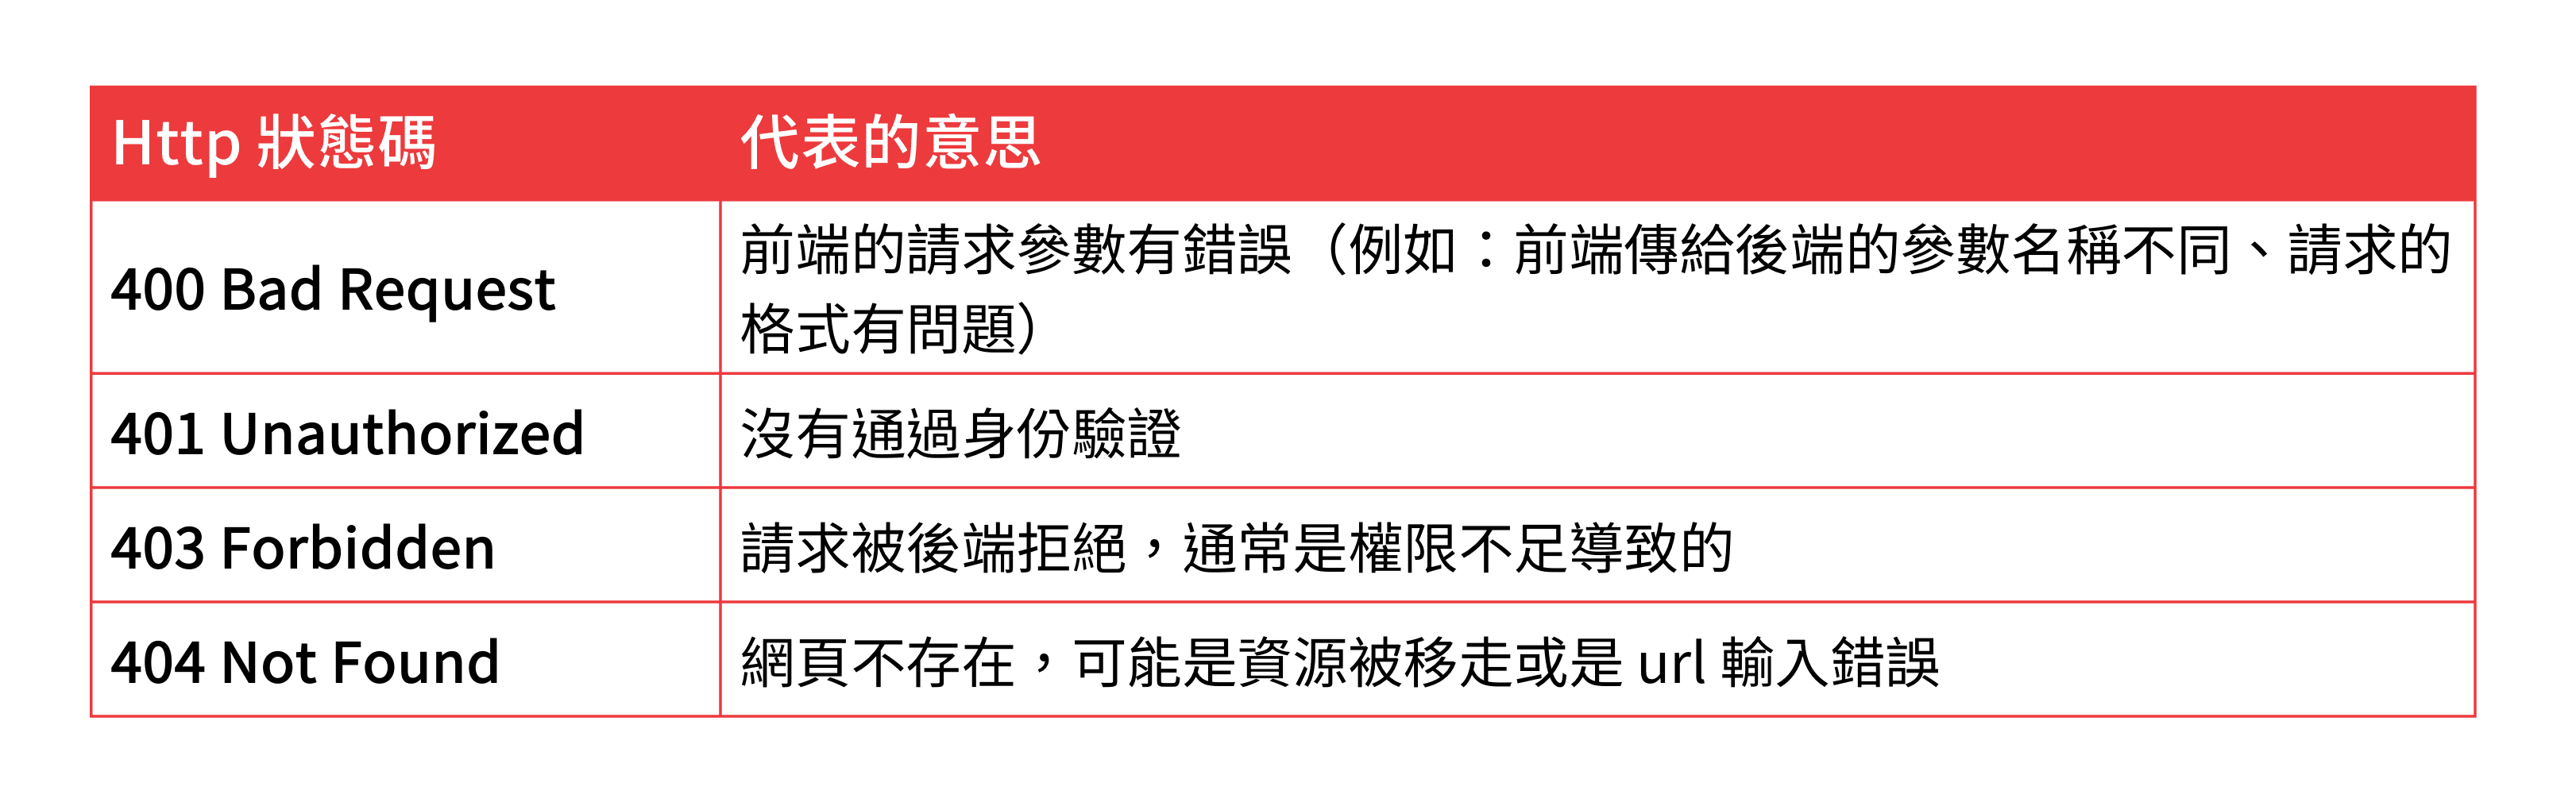 Http 狀態碼 代表的意思
400 Bad Request
前端的請求參數有錯誤（例如：前端傳給後端的參數名稱不同、請求的
格式有問題）
401 Unauthorized 沒有通過身份驗證
403 Forbidden 請求被後端拒絕，通常是權限不足導致的
404 Not Found 網頁不存在，可能是資源被移走或是 url 輸入錯誤